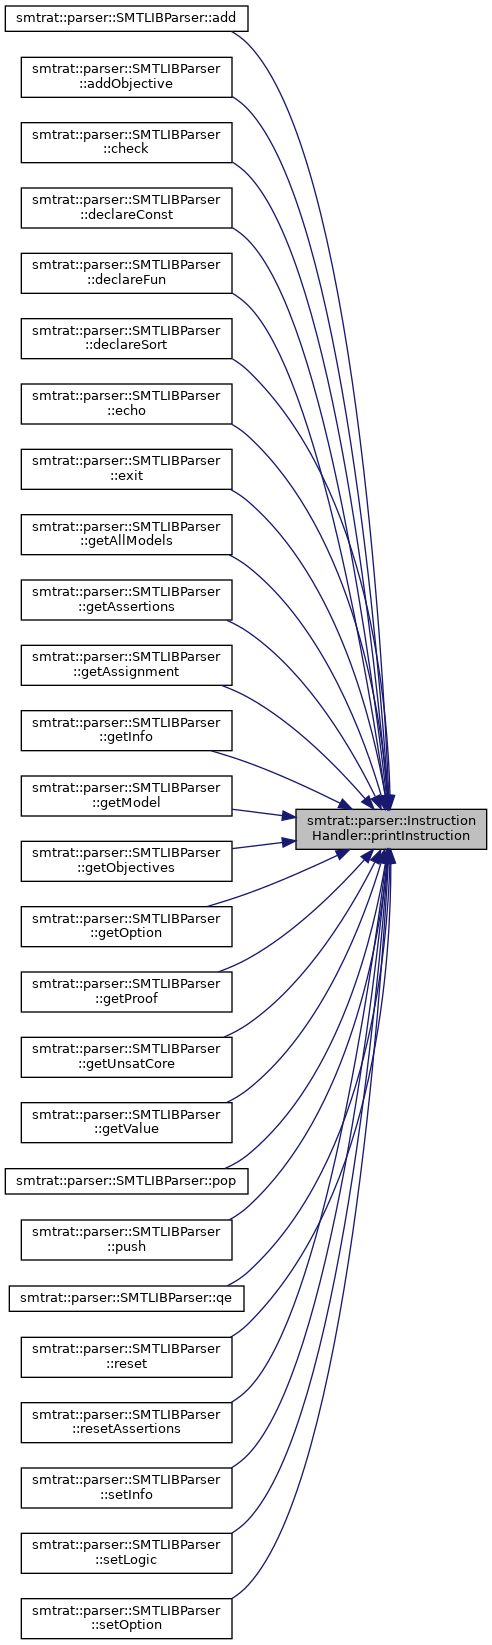 smtrat::parser::SMTLIBParser::add
smtrat::parser::SMTLIBParser
::addObjective
smtrat::parser::SMTLIBParser
::check
smtrat::parser::SMTLIBParser
::declareConst
smtrat::parser::SMTLIBParser
::declareFun
smtrat::parser::SMTLIBParser
::declareSort
smtrat::parser::SMTLIBParser
::echo
smtrat::parser::SMTLIBParser
::exit
smtrat::parser::SMTLIBParser
::getAllModels
smtrat::parser::SMTLIBParser
::getAssertions
smtrat::parser::SMTLIBParser
::getAssignment
smtrat::parser::SMTLIBParser
::getInfo
smtrat::parser::SMTLIBParser
::getModel
smtrat::parser::Instruction
Handler::printInstruction
smtrat::parser::SMTLIBParser
::getObjectives
smtrat::parser::SMTLIBParser
::getOption
smtrat::parser::SMTLIBParser
::getProof
smtrat::parser::SMTLIBParser
::getUnsatCore
smtrat::parser::SMTLIBParser
::getValue
smtrat::parser::SMTLIBParser::pop
smtrat::parser::SMTLIBParser
::push
smtrat::parser::SMTLIBParser::qe
smtrat::parser::SMTLIBParser
::reset
smtrat::parser::SMTLIBParser
::resetAssertions
smtrat::parser::SMTLIBParser
::setInfo
smtrat::parser::SMTLIBParser
::setLogic
smtrat::parser::SMTLIBParser
::setOption